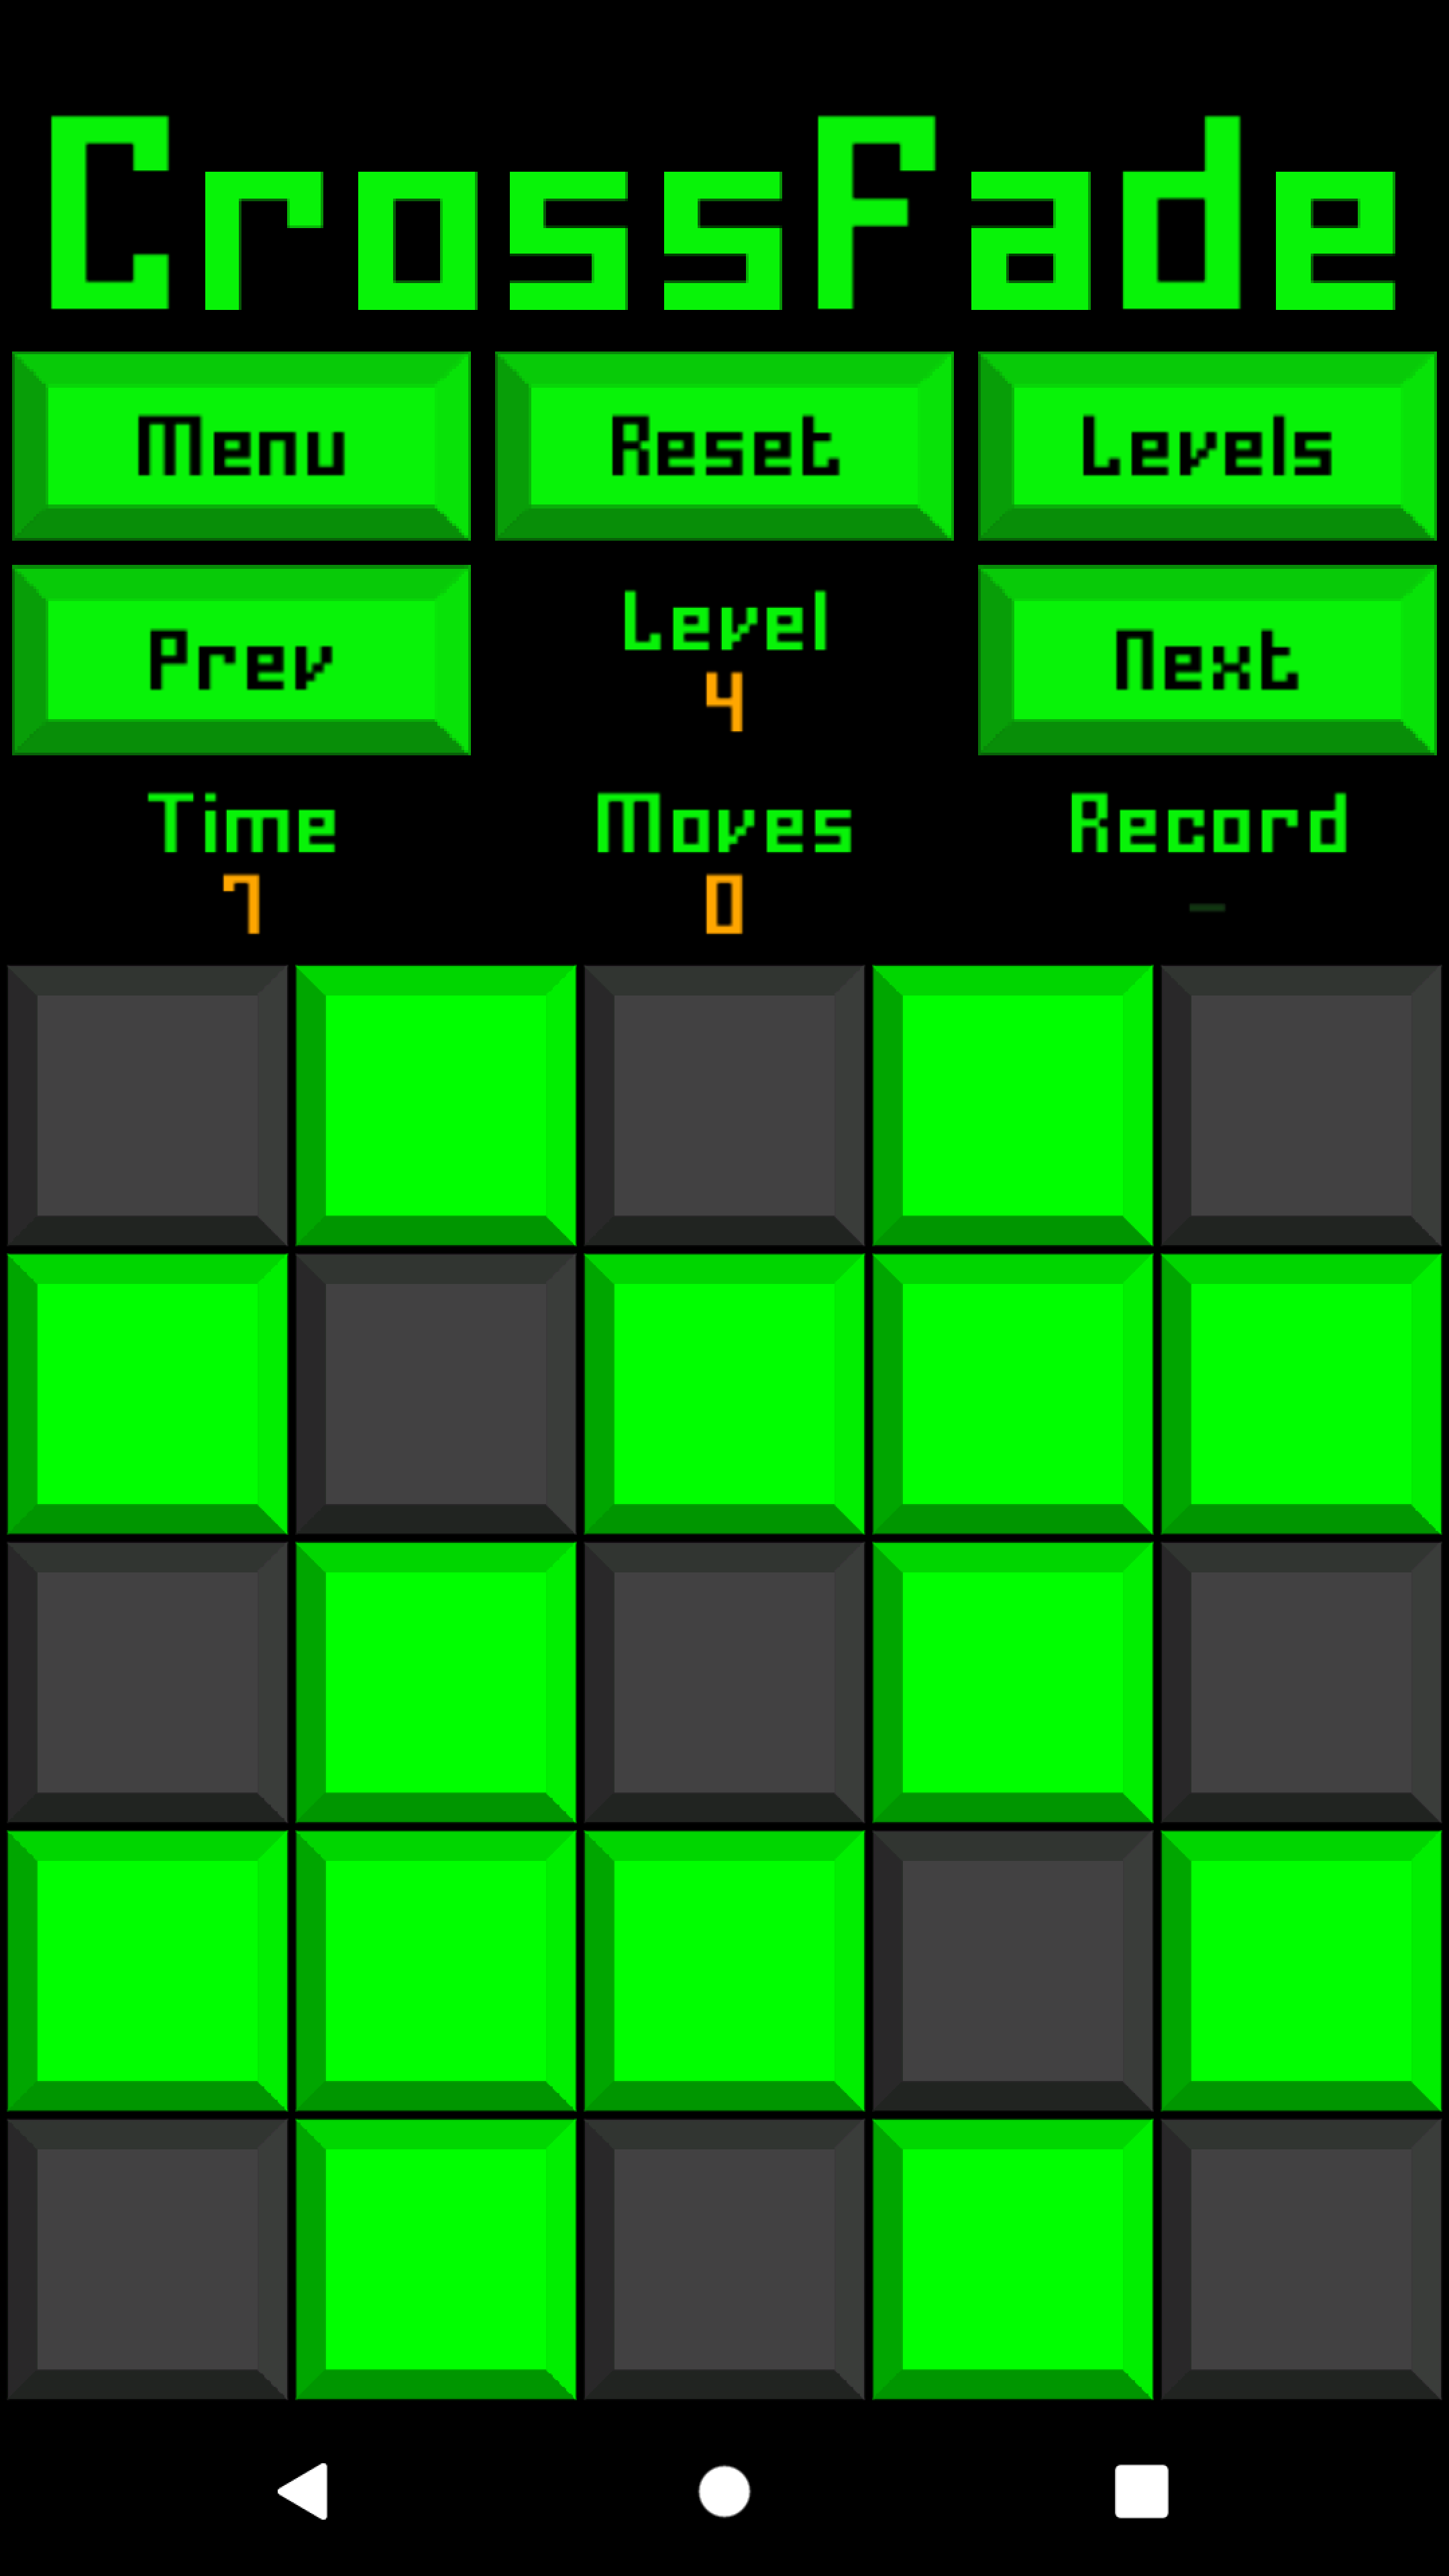 CrossFade
Menu Reset Levels
Prev Level Next
4
Time Moves Record
7 0 -